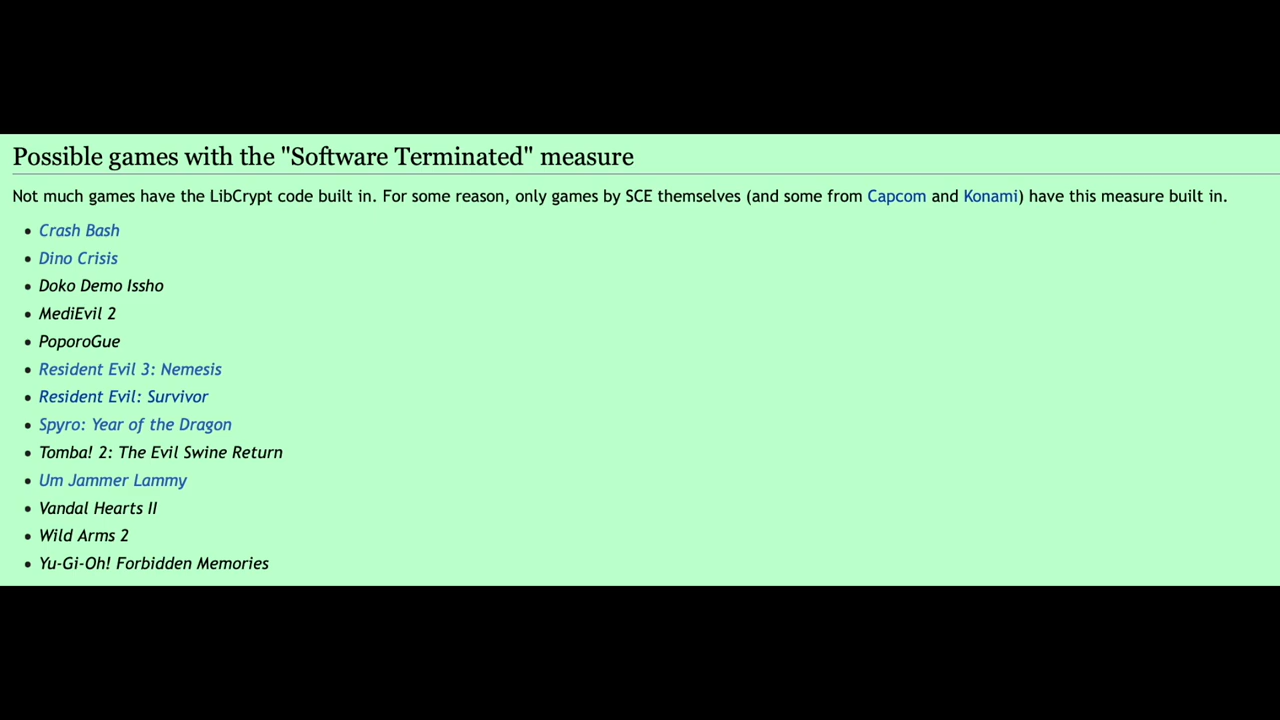 Possible games with the "Software Terminated" measure
Not much games have the LibCrypt code built in. For some reason, only games by SCE themselves (and some from Capcom and Konami) have this measure built in.
• Crash Bash
• Dino Crisis
• Doko Demo Issho
• MediEvil 2
• PoporoGue
• Resident Evil 3: Nemesis
• Resident Evil: Survivor
• Spyro: Year of the Dragon
• Tomba! 2: The Evil Swine Return
• Um Jammer Lammy
• Vandal Hearts II
• Wild Arms 2
• Yu-Gi-Oh! Forbidden Memories